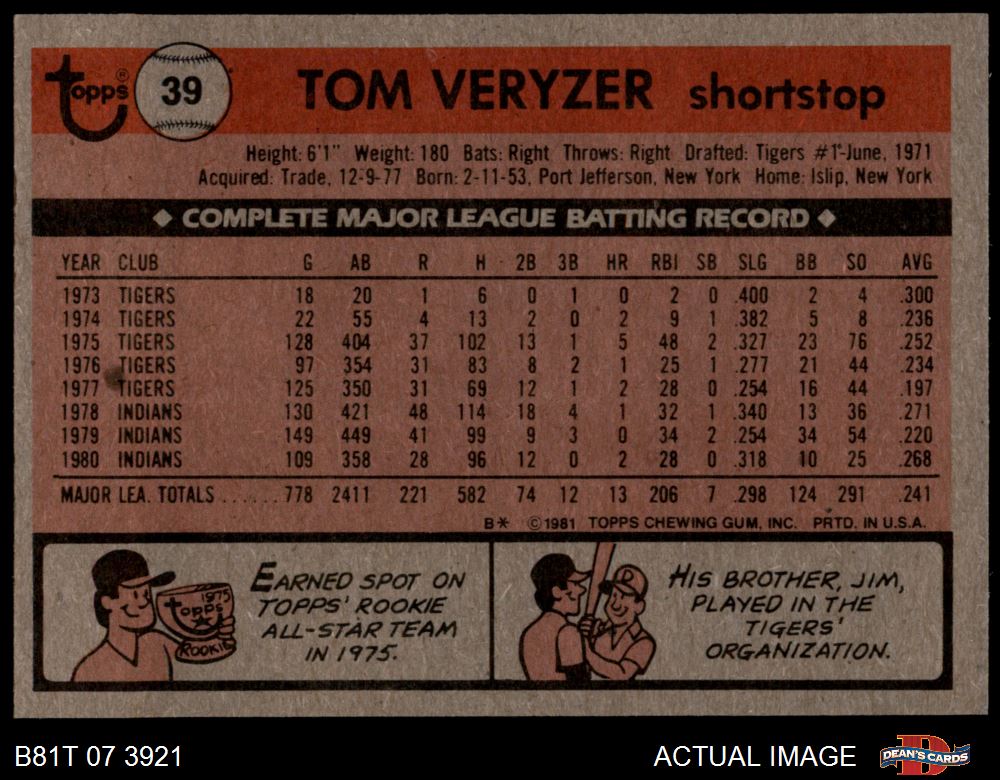 topps® 39 TOM VERYZER shortstop
Height: 6'1" Weight: 180 Bats: Right Throws: Right Drafted: Tigers #1-June, 1971
Acquired: Trade, 12-9-77 Born: 2-11-53, Port Jefferson, New York Home: Islip, New York
◆ COMPLETE MAJOR LEAGUE BATTING RECORD ◆
YEAR CLUB G AB R H 2B 3B HR RBI SB SLG BB SO AVG
1973 TIGERS 18 20 1 6 0 1 0 2 0 .400 2 4 .300
1974 TIGERS 22 55 4 13 2 0 2 9 1 .382 5 8 .236
1975 TIGERS 128 404 37 102 13 1 5 48 2 .327 23 76 .252
1976 TIGERS 97 354 31 83 8 2 1 25 1 .277 21 44 .234
1977 TIGERS 125 350 31 69 12 1 2 28 0 .254 16 44 .197
1978 INDIANS 130 421 48 114 18 4 1 32 1 .340 13 36 .271
1979 INDIANS 149 449 41 99 9 3 0 34 2 .254 34 54 .220
1980 INDIANS 109 358 28 96 12 0 2 28 0 .318 10 25 .268
MAJOR LEA. TOTALS ...... 778 2411 221 582 74 12 13 206 7 .298 124 291 .241
B* ©1981 TOPPS CHEWING GUM, INC. PRTD. IN U.S.A.
1975
topps
ROOKIE
EARNED SPOT ON
TOPPS' ROOKIE
ALL-STAR TEAM
IN 1975.
D
HIS BROTHER, JIM,
PLAYED IN THE
TIGERS'
ORGANIZATION.
B81T 07 3921 ACTUAL IMAGE D DEAN'S CARDS